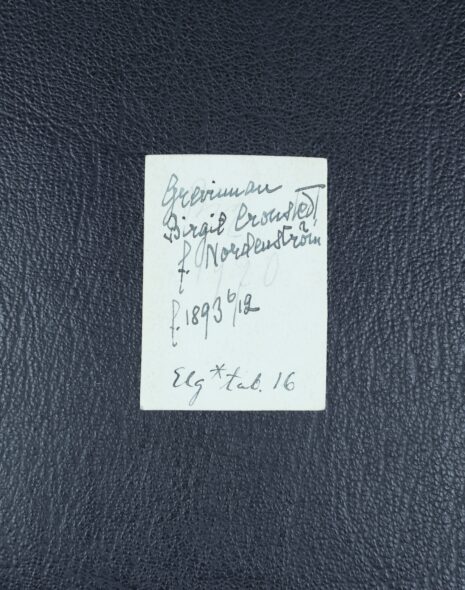 Grevinnan
Birgit Cronstedt
f. Nordenström
f. 1893 6/12
Elg* tab. 16